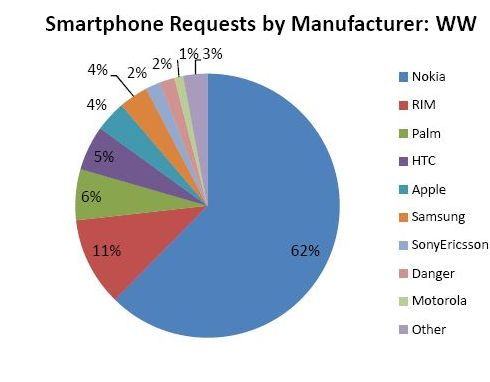 Smartphone Requests by Manufacturer: WW
1% 3%
2%
2%
4%
4%
5%
6%
11%
62%
Nokia
RIM
Palm
HTC
Apple
Samsung
SonyEricsson
Danger
Motorola
Other